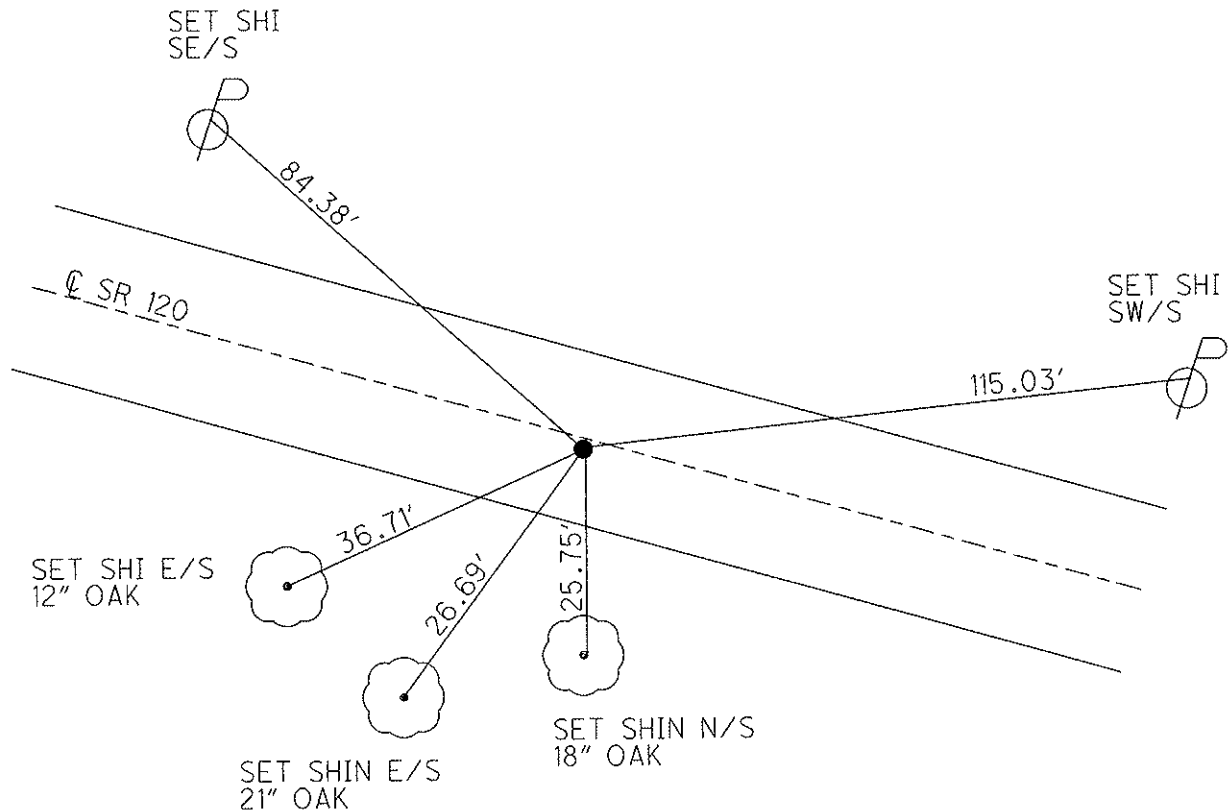 SET SHI
SE/S
84.38'
℄ SR 120
SET SHI
SW/S
115.03'
36.71'
SET SHI E/S
12" OAK
26.69'
25.75'
SET SHIN N/S
18" OAK
SET SHIN E/S
21" OAK